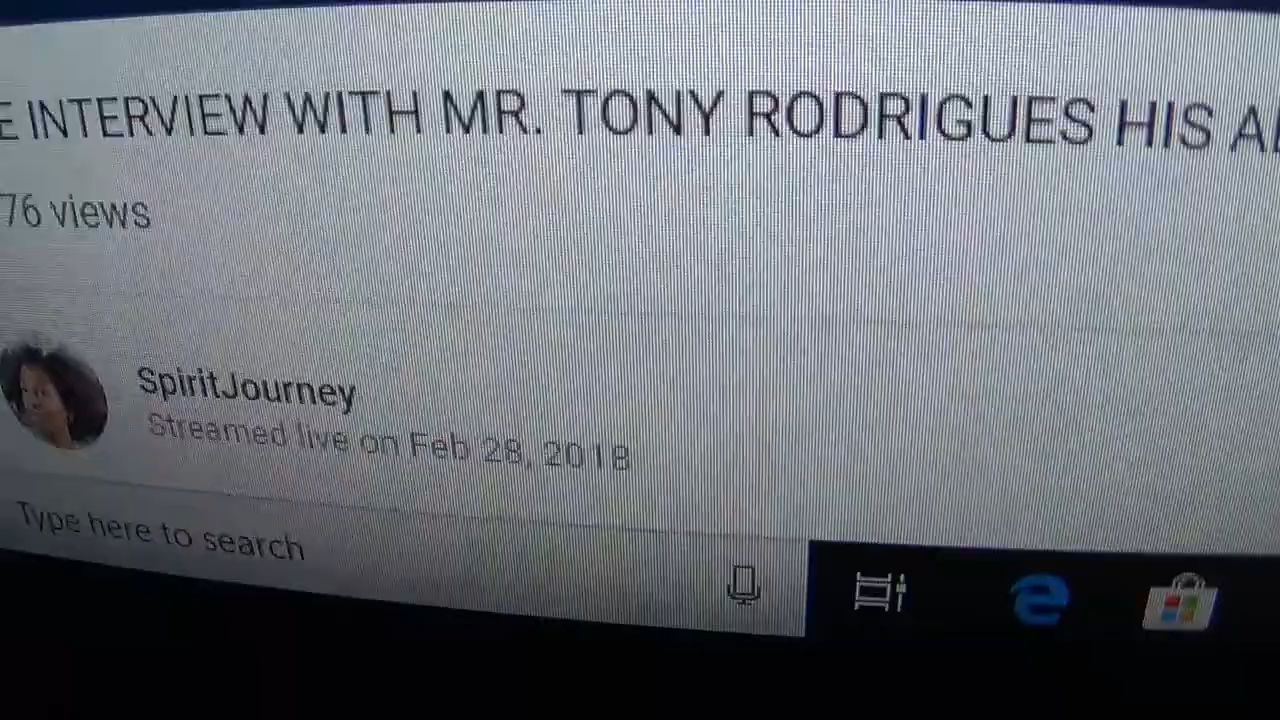 INTERVIEW WITH MR. TONY RODRIGUES HIS
76 views
SpiritJourney
Streamed live on Feb 28, 2018
Type here to search